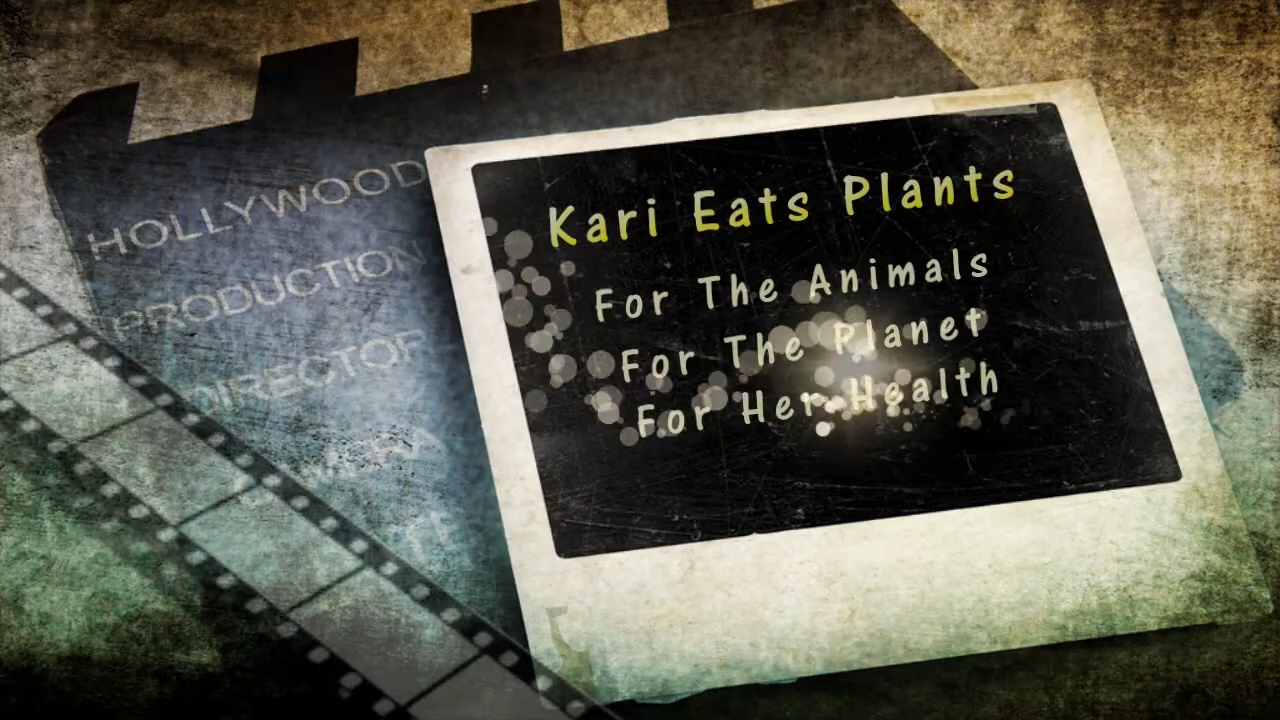 HOLLYWOOD
PRODUCTION
DIRECTOR
Kari Eats Plants
For The Animals
For The Planet
For Her Health